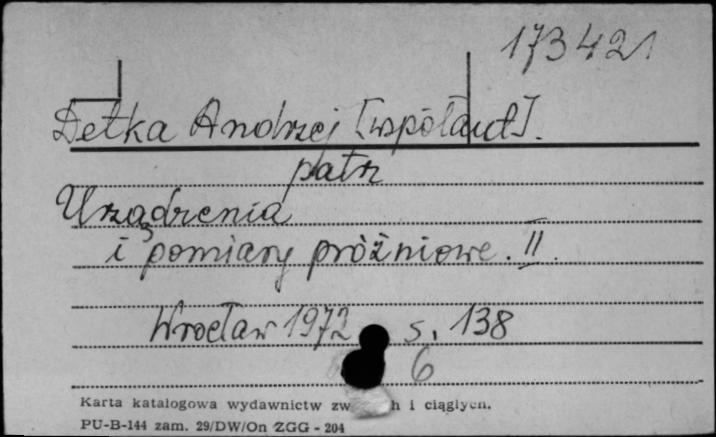 173421
Detka Andrzej [współaut].
patrz
Urządzenia
i pomiary próżniowe. II.
Wrocław 1972 s. 138
6
Karta katalogowa wydawnictw h i ciągłych.
PU-B-144 zam. 29/DW/On ZGG - 204